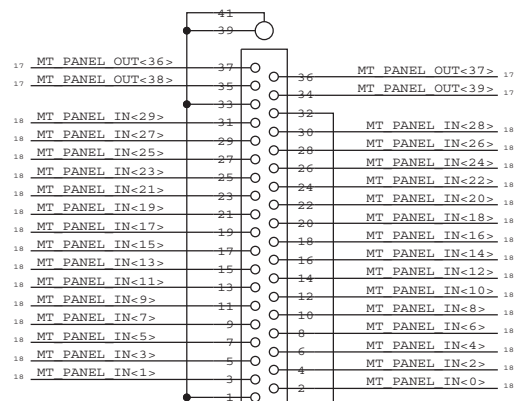 41
39
17 MT_PANEL_OUT<36> 37
36 MT_PANEL_OUT<37> 17
17 MT_PANEL_OUT<38> 35
34 MT_PANEL_OUT<39> 17
33
32
18 MT_PANEL_IN<29> 31
30 MT_PANEL_IN<28> 18
18 MT_PANEL_IN<27> 29
28 MT_PANEL_IN<26> 18
18 MT_PANEL_IN<25> 27
26 MT_PANEL_IN<24> 18
18 MT_PANEL_IN<23> 25
24 MT_PANEL_IN<22> 18
18 MT_PANEL_IN<21> 23
22 MT_PANEL_IN<20> 18
18 MT_PANEL_IN<19> 21
20 MT_PANEL_IN<18> 18
18 MT_PANEL_IN<17> 19
18 MT_PANEL_IN<16> 18
18 MT_PANEL_IN<15> 17
16 MT_PANEL_IN<14> 18
18 MT_PANEL_IN<13> 15
14 MT_PANEL_IN<12> 18
18 MT_PANEL_IN<11> 13
12 MT_PANEL_IN<10> 18
18 MT_PANEL_IN<9> 11
10 MT_PANEL_IN<8> 18
18 MT_PANEL_IN<7> 9
8 MT_PANEL_IN<6> 18
18 MT_PANEL_IN<5> 7
6 MT_PANEL_IN<4> 18
18 MT_PANEL_IN<3> 5
4 MT_PANEL_IN<2> 18
18 MT_PANEL_IN<1> 3
2 MT_PANEL_IN<0> 18
1